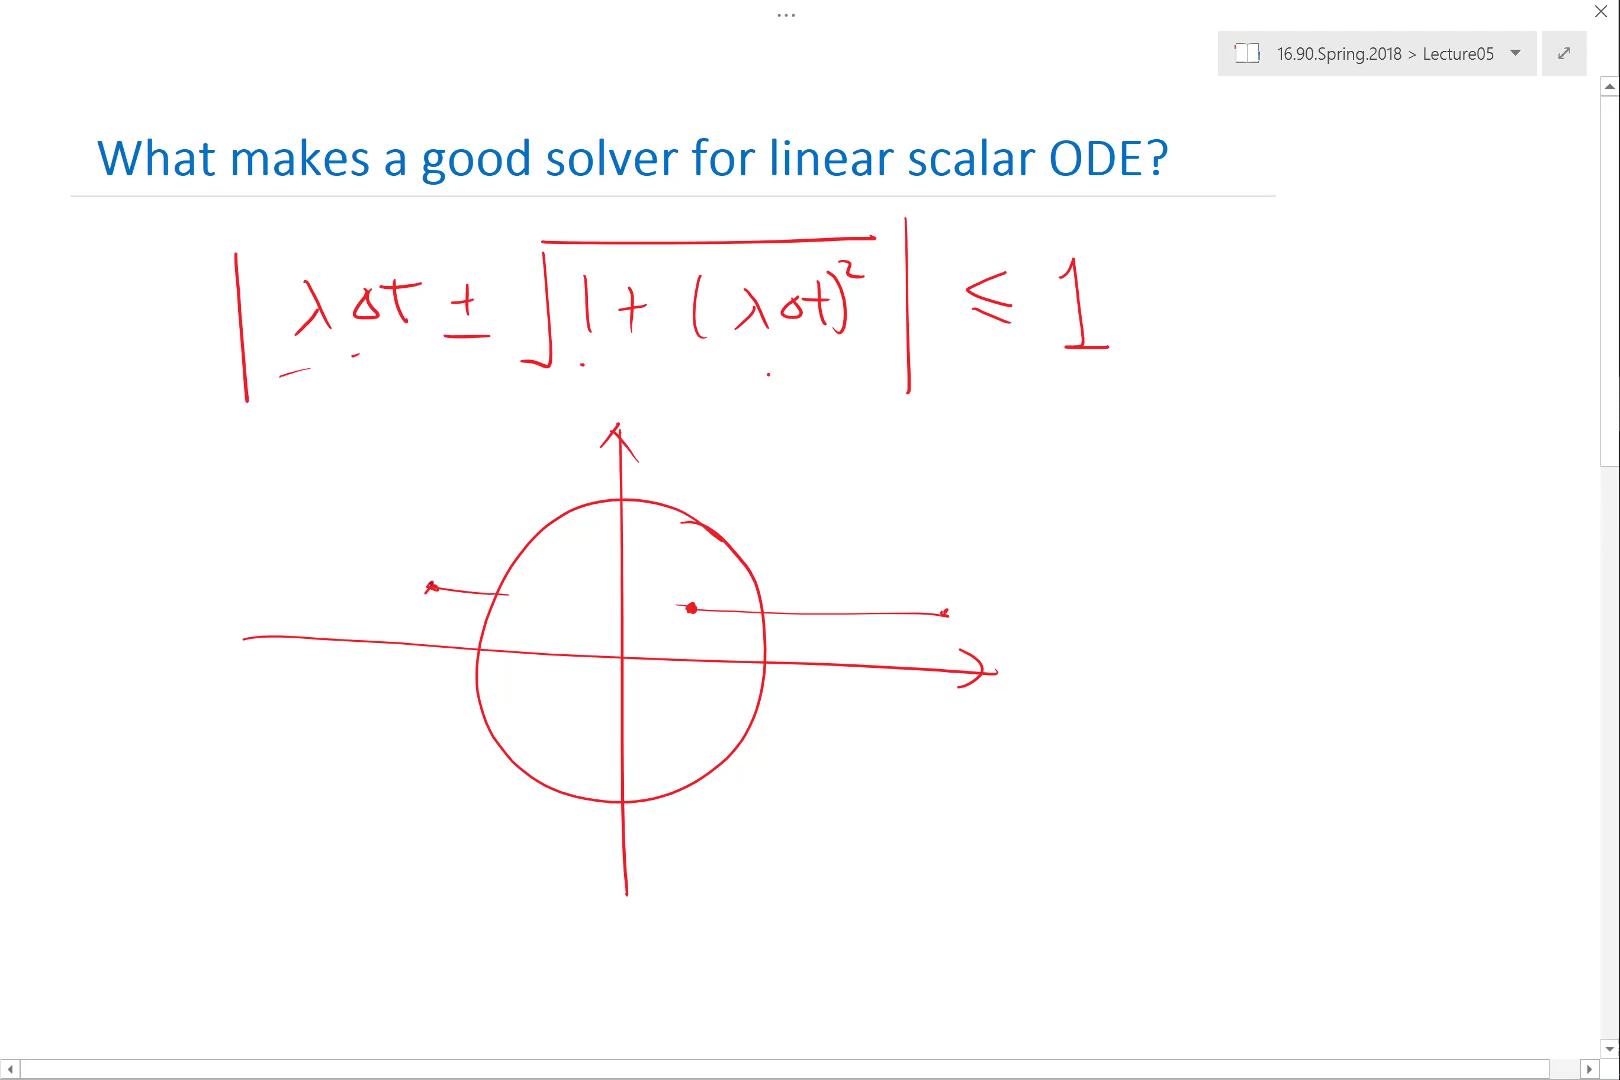 16.90.Spring.2018 > Lecture05
What makes a good solver for linear scalar ODE?
| λΔt ± √(1 + (λΔt)²) | ≤ 1